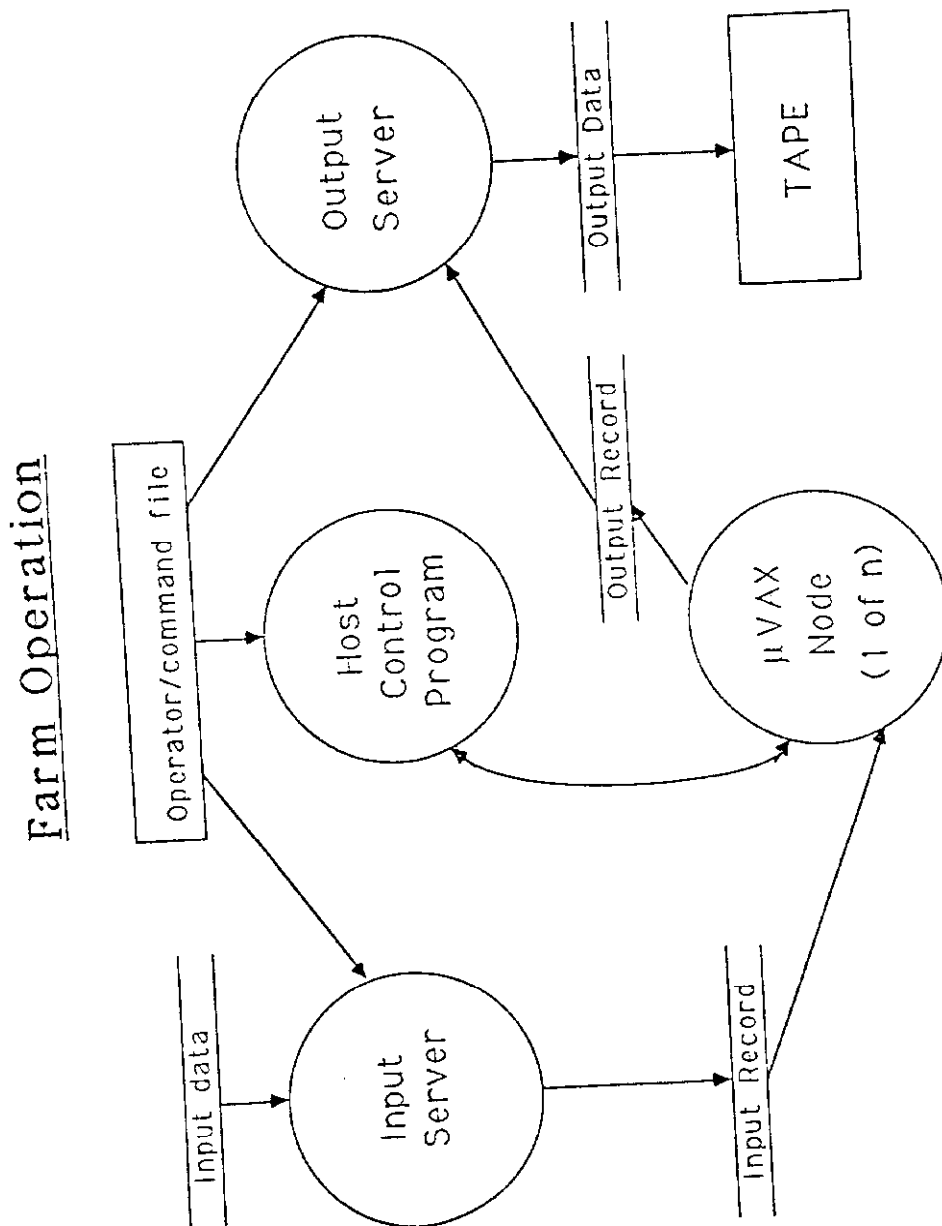 Farm Operation
Operator/command file
Input data
Input
Server
Host
Control
Program
Output
Server
Input Record
µVAX
Node
(1 of n)
Output Record
Output Data
TAPE